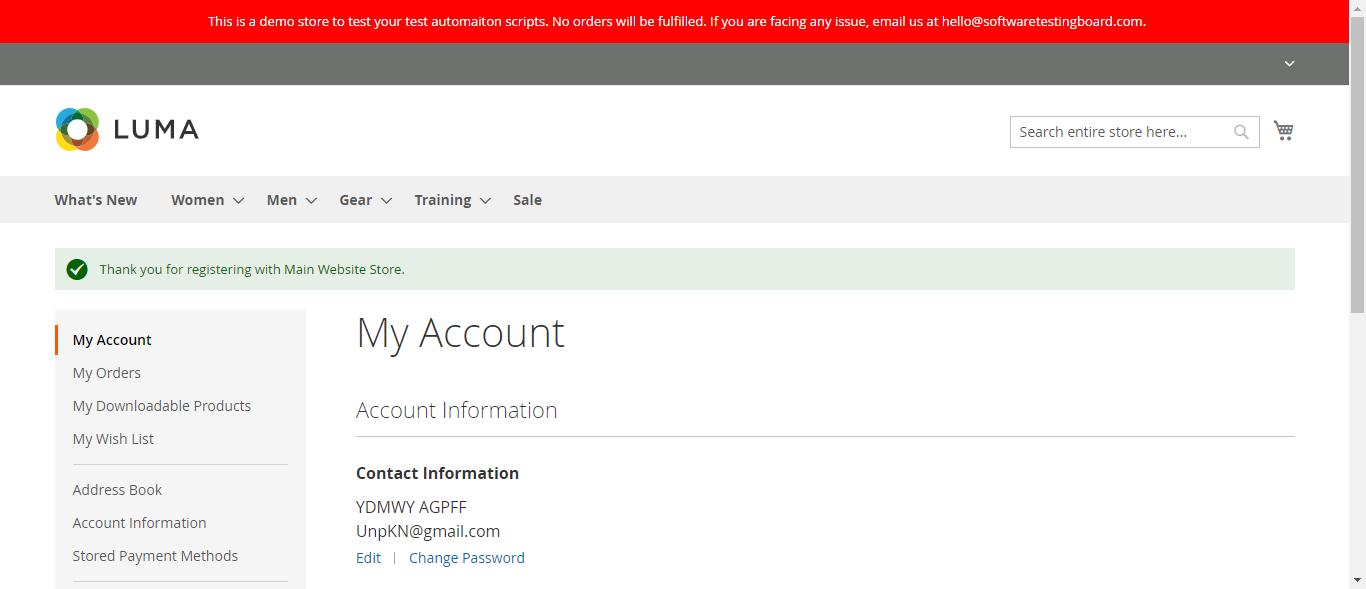 This is a demo store to test your test automaiton scripts. No orders will be fulfilled. If you are facing any issue, email us at hello@softwaretestingboard.com.
LUMA
Search entire store here...
What's New Women Men Gear Training Sale
Thank you for registering with Main Website Store.
My Account
My Orders
My Downloadable Products
My Wish List
Address Book
Account Information
Stored Payment Methods
My Account
Account Information
Contact Information
YDMWY AGPFF
UnpKN@gmail.com
Edit | Change Password